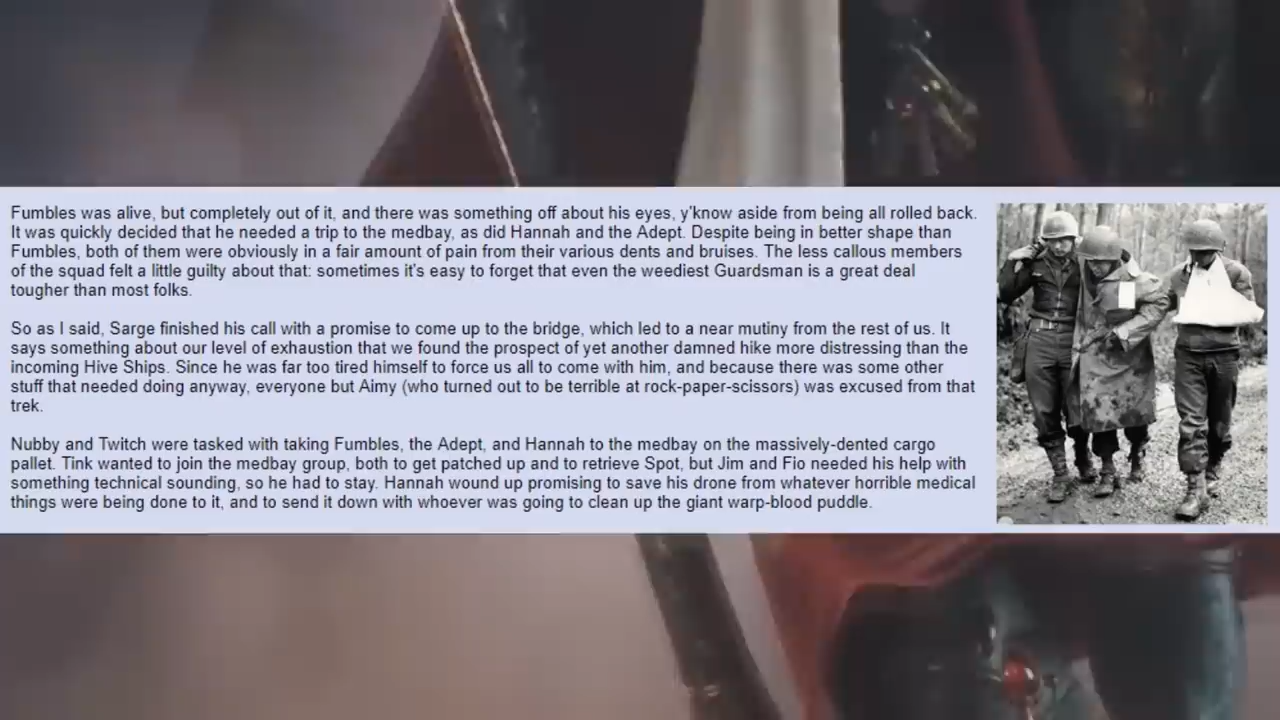 Fumbles was alive, but completely out of it, and there was something off about his eyes, y'know aside from being all rolled back.
It was quickly decided that he needed a trip to the medbay, as did Hannah and the Adept. Despite being in better shape than
Fumbles, both of them were obviously in a fair amount of pain from their various dents and bruises. The less callous members
of the squad felt a little guilty about that: sometimes it's easy to forget that even the weediest Guardsman is a great deal
tougher than most folks.
So as I said, Sarge finished his call with a promise to come up to the bridge, which led to a near mutiny from the rest of us. It
says something about our level of exhaustion that we found the prospect of yet another damned hike more distressing than the
incoming Hive Ships. Since he was far too tired himself to force us all to come with him, and because there was some other
stuff that needed doing anyway, everyone but Aimy (who turned out to be terrible at rock-paper-scissors) was excused from that
trek.
Nubby and Twitch were tasked with taking Fumbles, the Adept, and Hannah to the medbay on the massively-dented cargo
pallet. Tink wanted to join the medbay group, both to get patched up and to retrieve Spot, but Jim and Fio needed his help with
something technical sounding, so he had to stay. Hannah wound up promising to save his drone from whatever horrible medical
things were being done to it, and to send it down with whoever was going to clean up the giant warp-blood puddle.